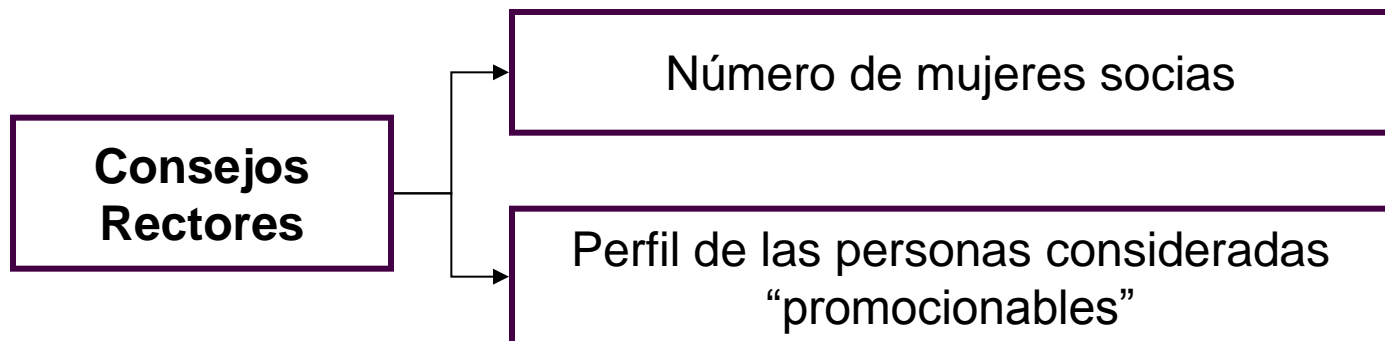 Número de mujeres socias
Consejos
Rectores
Perfil de las personas consideradas
“promocionables”